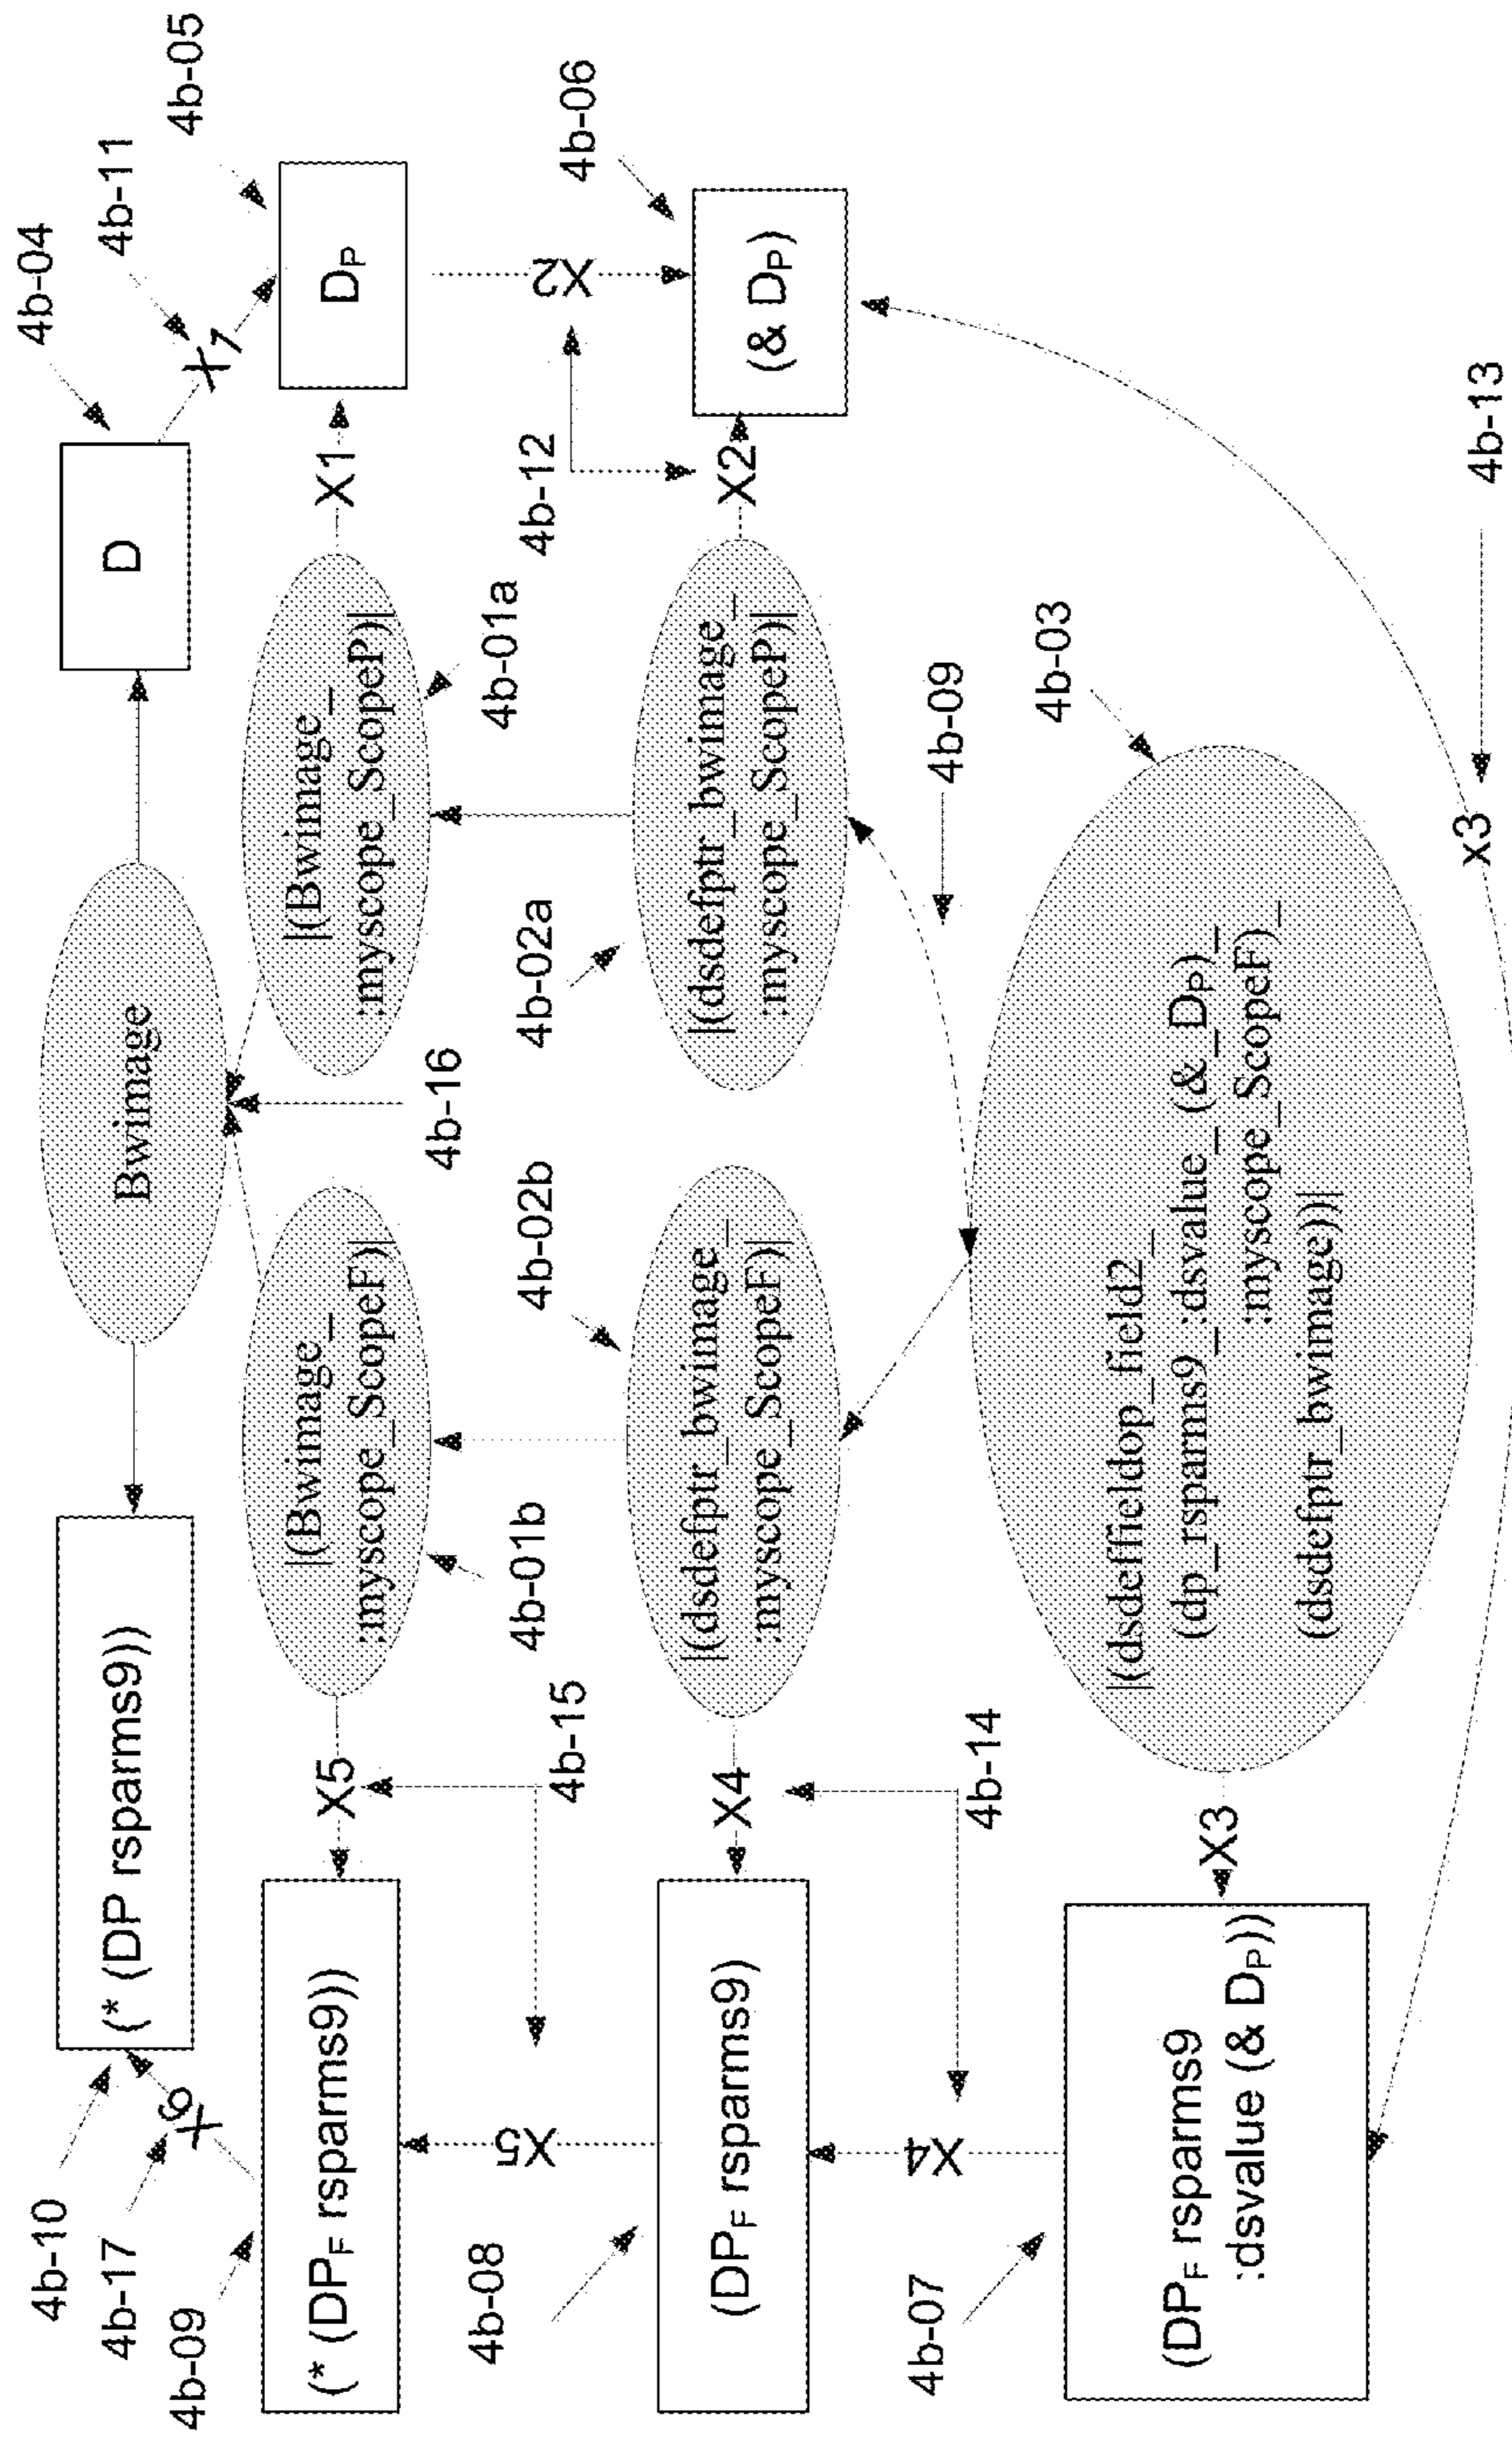 4b-10
4b-17
4b-09
(* (DP rsparms9))
Bwimage
D
4b-04
4b-11
4b-05
X6
X1
(* (DPF rsparms9))
X5
|(Bwimage_
:myscope_ScopeF)|
4b-16
|(Bwimage_
:myscope_ScopeP)|
X1
DP
4b-01b
4b-01a
4b-15
X5
4b-02b
4b-02a
4b-12
X2
4b-06
4b-08
(DPF rsparms9)
X4
|(dsdefptr_bwimage_
:myscope_ScopeF)|
|(dsdefptr_bwimage_
:myscope_ScopeP)|
X2
(& DP)
4b-07
X4
4b-14
4b-09
4b-03
(DPF rsparms9
:dsvalue (& DP))
X3
|(dsdeffieldop_field2_
(dp_rsparms9_:dsvalue_(&_DP)_
:myscope_ScopeF)_
(dsdefptr_bwimage))|
x3
4b-13